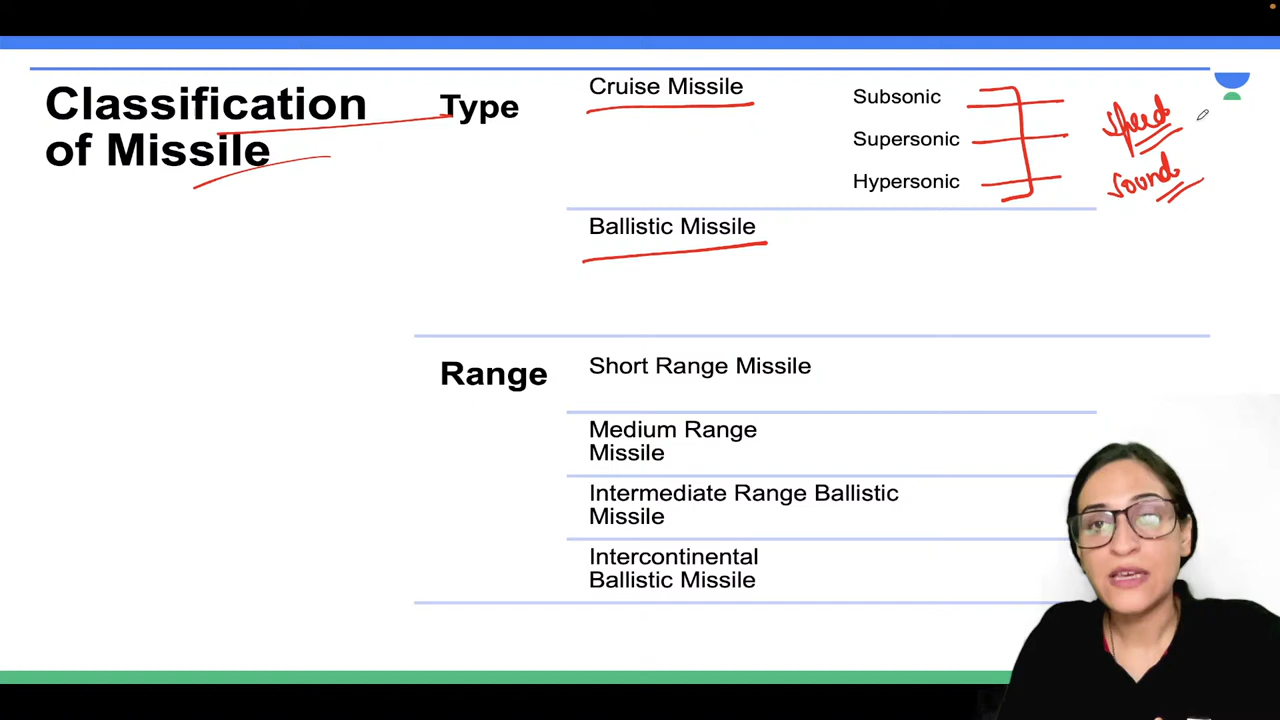 Classification
of Missile
Type
Cruise Missile
Subsonic
Supersonic
Hypersonic
speed
sound
Ballistic Missile
Range
Short Range Missile
Medium Range
Missile
Intermediate Range Ballistic
Missile
Intercontinental
Ballistic Missile